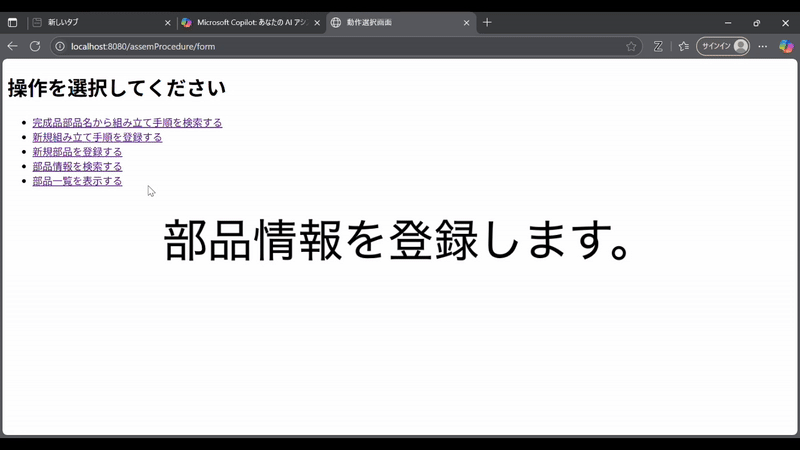 新しいタブ
Microsoft Copilot: あなたの AI アシ
動作選択画面
localhost:8080/assemProcedure/form
サインイン
操作を選択してください
完成品部品名から組み立て手順を検索する
新規組み立て手順を登録する
新規部品を登録する
部品情報を検索する
部品一覧を表示する
部品情報を登録します。